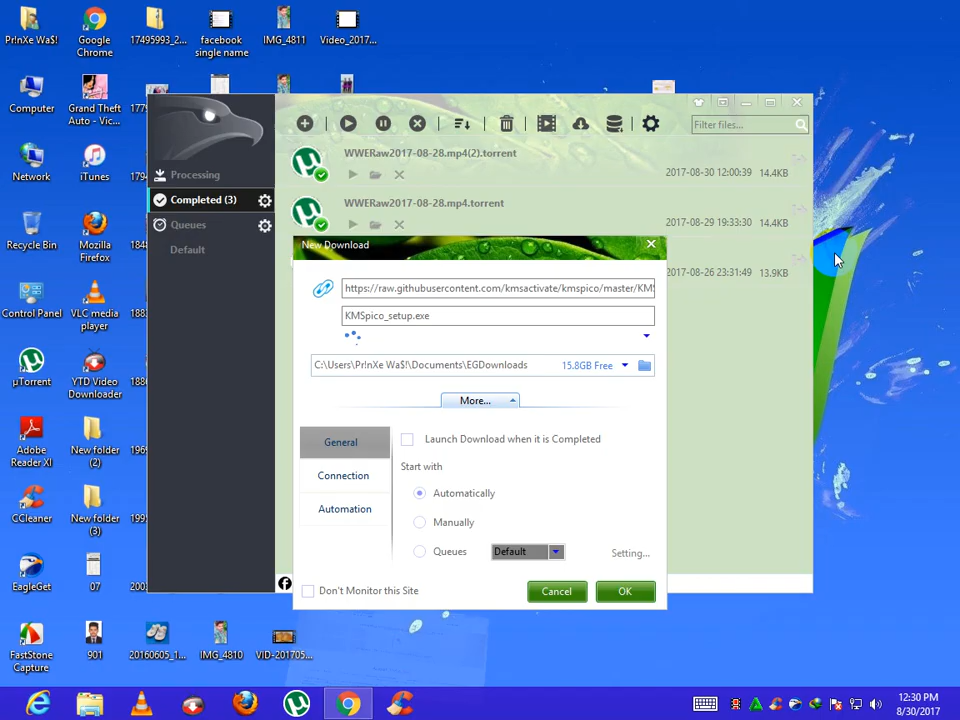 Pr!nXe Wa$!
Google Chrome
17495993_2...
facebook single name
IMG_4811
Video_2017...
Computer
Grand Theft Auto - Vic...
Network
iTunes
Recycle Bin
Mozilla Firefox
Control Panel
VLC media player
µTorrent
YTD Video Downloader
Adobe Reader XI
New folder (2)
CCleaner
New folder (3)
EagleGet
07
FastStone Capture
901
20160605_1...
IMG_4810
VID-201705...
Filter files...
Processing
Completed (3)
Queues
Default
WWERaw2017-08-28.mp4(2).torrent
2017-08-30 12:00:39 14.4KB
WWERaw2017-08-28.mp4.torrent
2017-08-29 19:33:30 14.4KB
2017-08-26 23:31:49 13.9KB
New Download
https://raw.githubusercontent.com/kmsactivate/kmspico/master/KMS
KMSpico_setup.exe
C:\Users\Pr!nXe Wa$!\Documents\EGDownloads 15.8GB Free
More...
General
Connection
Automation
Launch Download when it is Completed
Start with
Automatically
Manually
Queues
Default
Setting...
Don't Monitor this Site
Cancel
OK
12:30 PM
8/30/2017